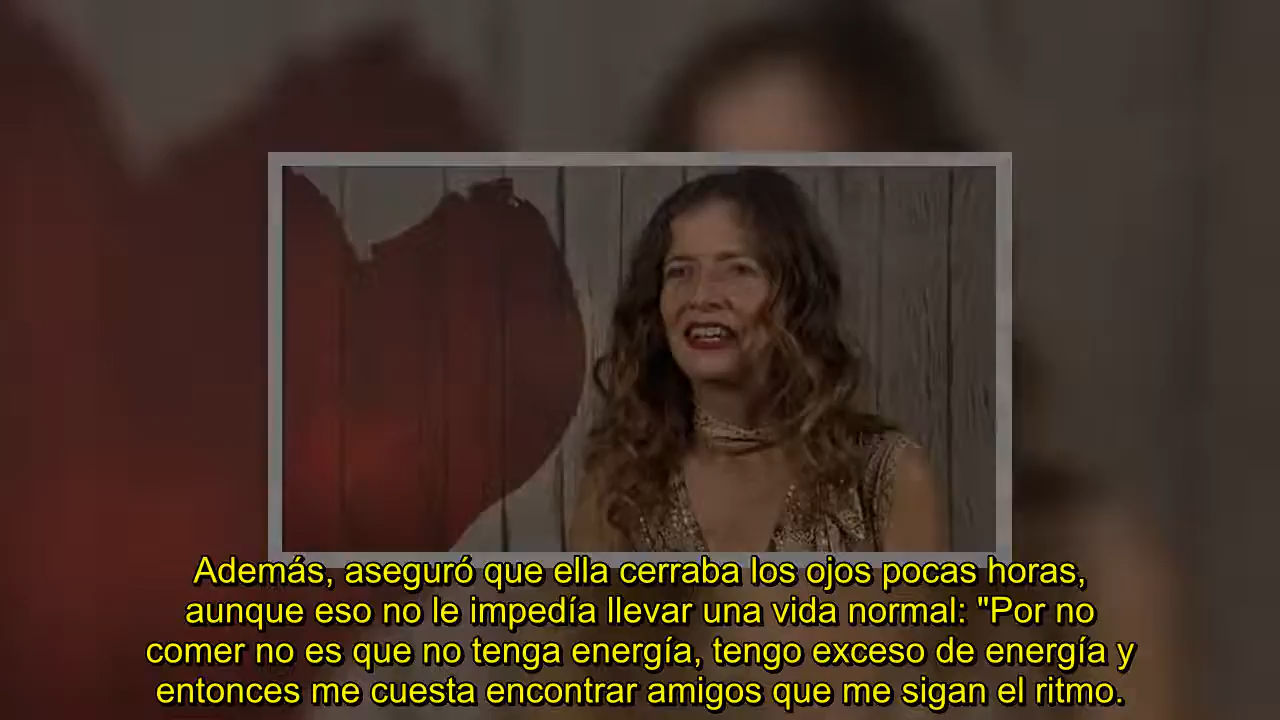 Además, aseguró que ella cerraba los ojos pocas horas,
aunque eso no le impedía llevar una vida normal: "Por no
comer no es que no tenga energía, tengo exceso de energía y
entonces me cuesta encontrar amigos que me sigan el ritmo.